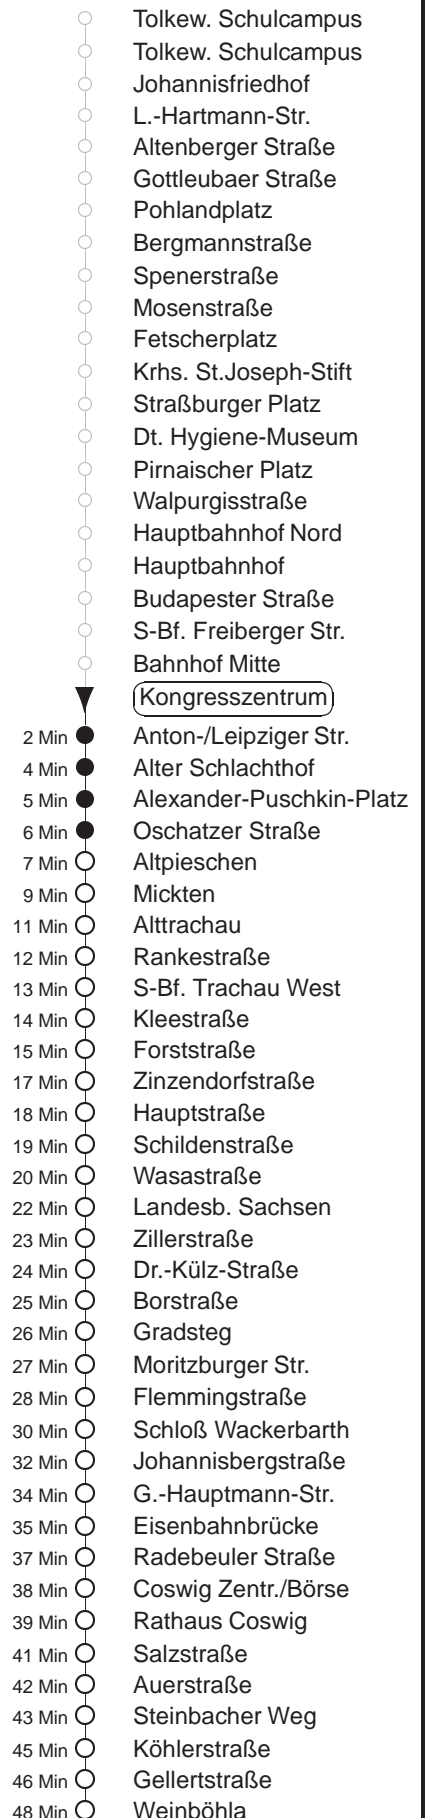 Tolkew. Schulcampus
Tolkew. Schulcampus
Johannisfriedhof
L.-Hartmann-Str.
Altenberger Straße
Gottleubaer Straße
Pohlandplatz
Bergmannstraße
Spenerstraße
Mosenstraße
Fetscherplatz
Krhs. St.Joseph-Stift
Straßburger Platz
Dt. Hygiene-Museum
Pirnaischer Platz
Walpurgisstraße
Hauptbahnhof Nord
Hauptbahnhof
Budapester Straße
S-Bf. Freiberger Str.
Bahnhof Mitte
Kongresszentrum
2 Min Anton-/Leipziger Str.
4 Min Alter Schlachthof
5 Min Alexander-Puschkin-Platz
6 Min Oschatzer Straße
7 Min Altpieschen
9 Min Mickten
11 Min Alttrachau
12 Min Rankestraße
13 Min S-Bf. Trachau West
14 Min Kleestraße
15 Min Forststraße
17 Min Zinzendorfstraße
18 Min Hauptstraße
19 Min Schildenstraße
20 Min Wasastraße
22 Min Landesb. Sachsen
23 Min Zillerstraße
24 Min Dr.-Külz-Straße
25 Min Borstraße
26 Min Gradsteg
27 Min Moritzburger Str.
28 Min Flemmingstraße
30 Min Schloß Wackerbarth
32 Min Johannisbergstraße
34 Min G.-Hauptmann-Str.
35 Min Eisenbahnbrücke
37 Min Radebeuler Straße
38 Min Coswig Zentr./Börse
39 Min Rathaus Coswig
41 Min Salzstraße
42 Min Auerstraße
43 Min Steinbacher Weg
45 Min Köhlerstraße
46 Min Gellertstraße
48 Min Weinböhla